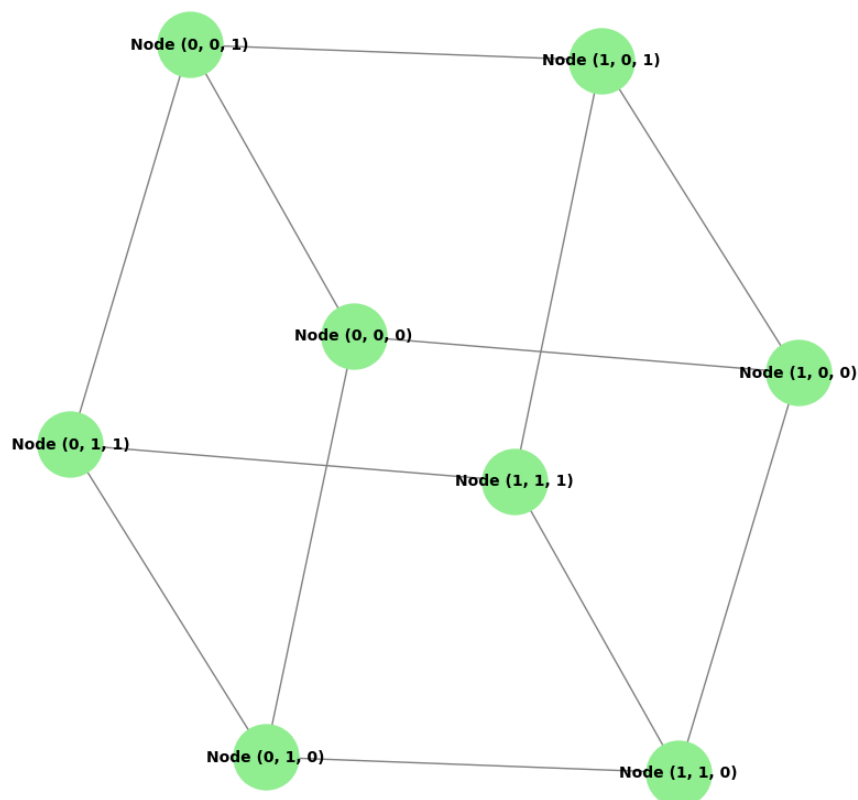 Node (0, 0, 1)
Node (1, 0, 1)
Node (0, 0, 0)
Node (1, 0, 0)
Node (0, 1, 1)
Node (1, 1, 1)
Node (0, 1, 0)
Node (1, 1, 0)